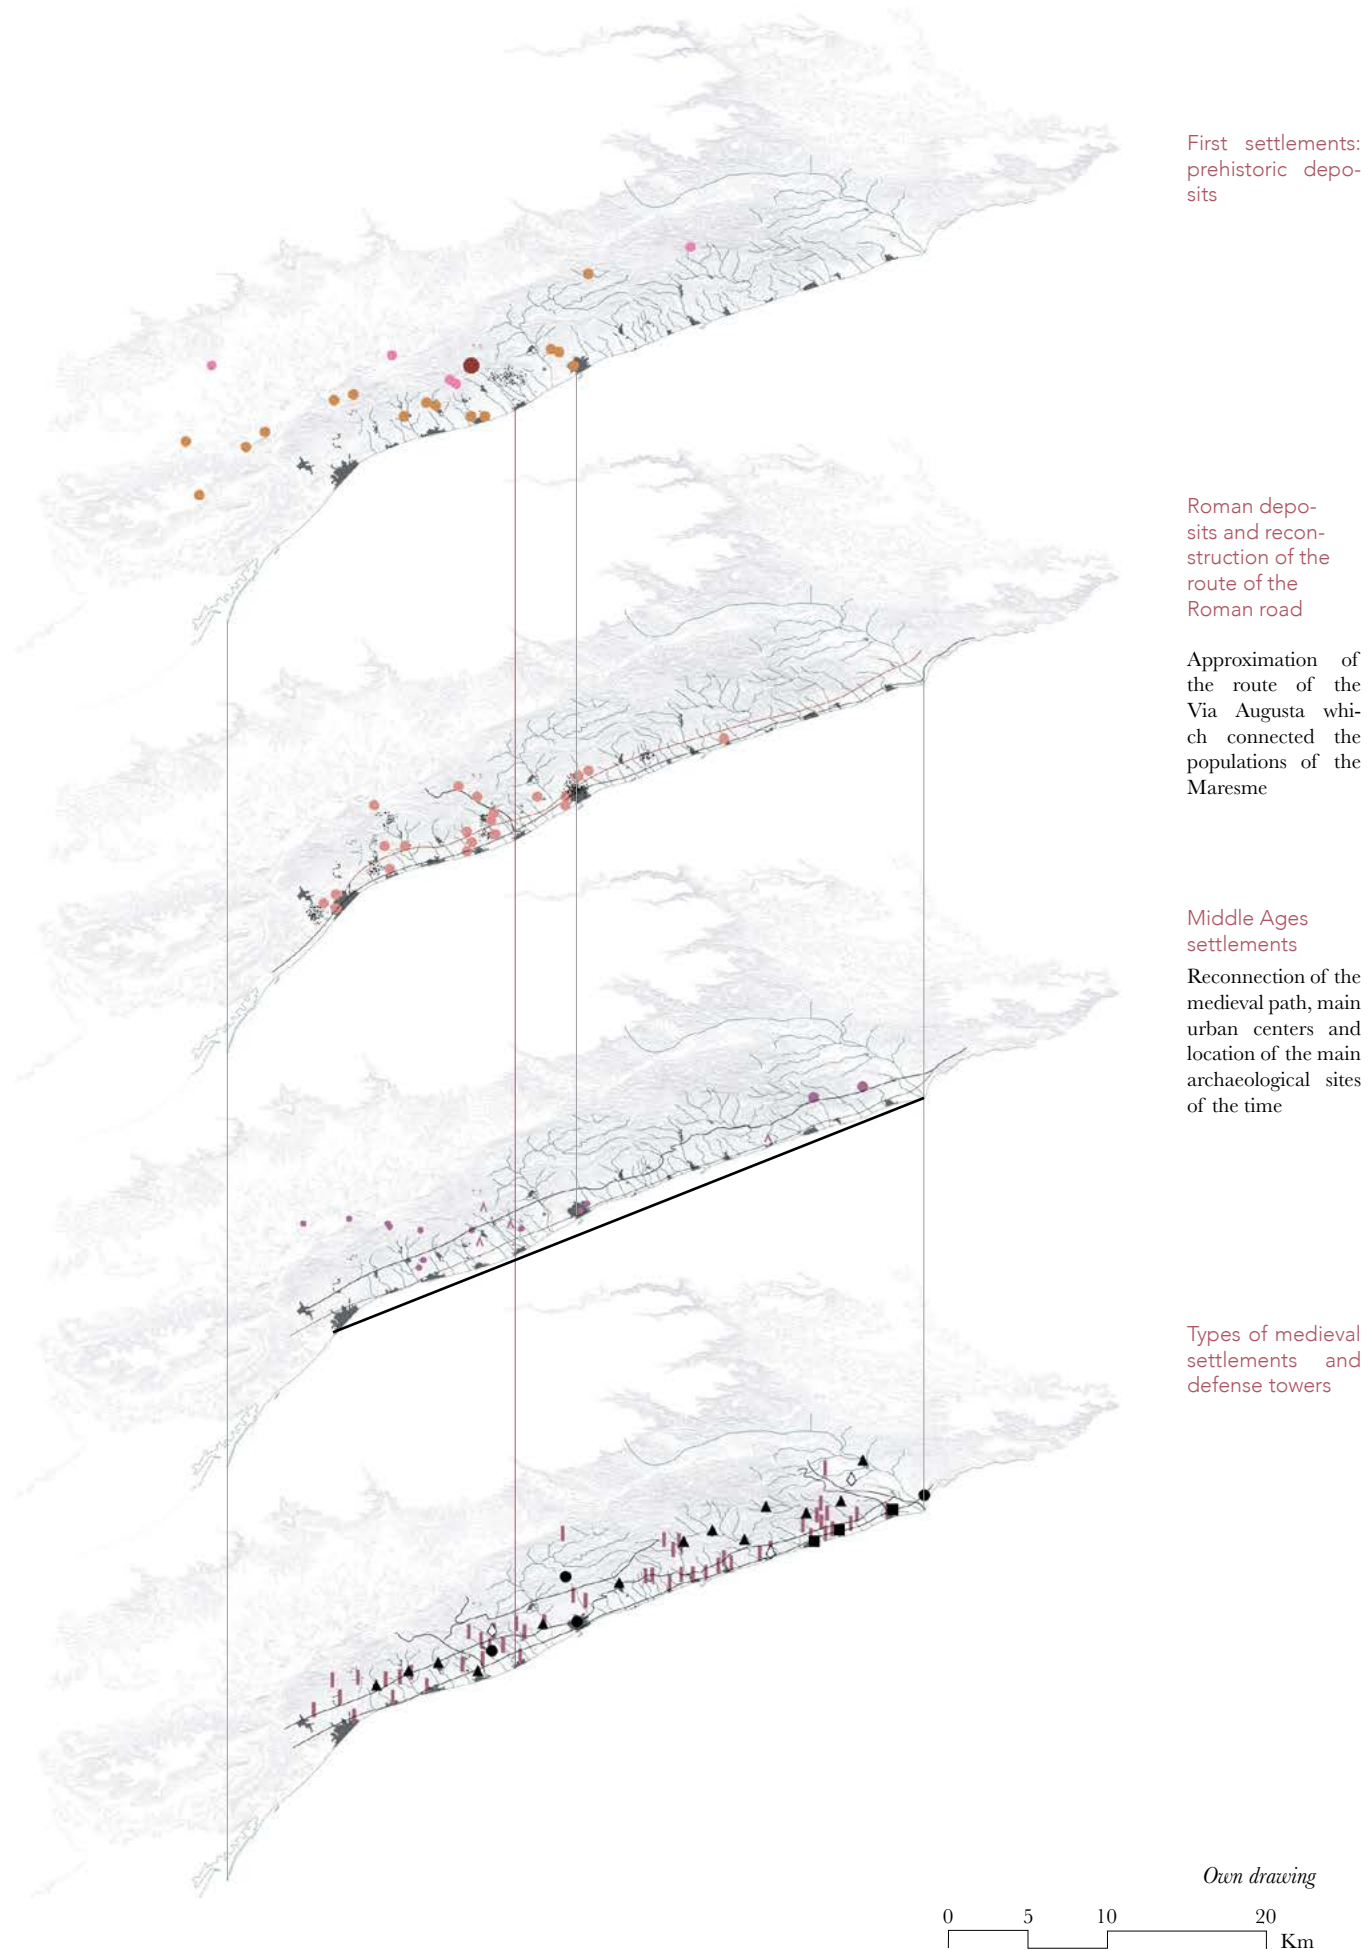 First settlements:
prehistoric depo-
sits
Roman depo-
sits and recon-
struction of the
route of the
Roman road
Approximation of
the route of the
Via Augusta whi-
ch connected the
populations of the
Maresme
Middle Ages
settlements
Reconnection of the
medieval path, main
urban centers and
location of the main
archaeological sites
of the time
Types of medieval
settlements and
defense towers
Own drawing
0 5 10 20
Km